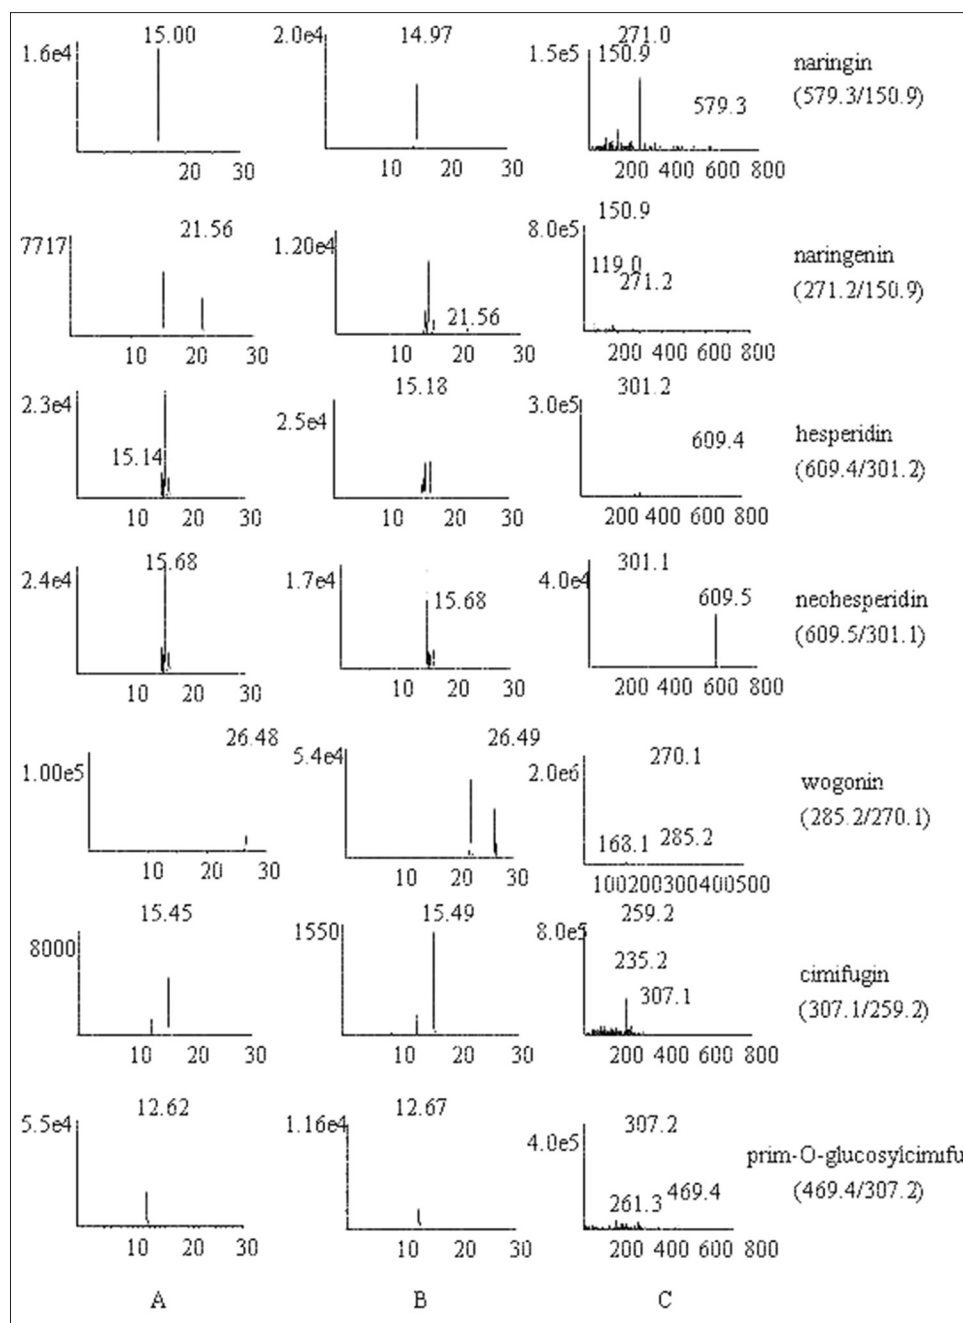 15.00
1.6e4
20 30
14.97
2.0e4
10 20 30
271.0
1.5e5 150.9
579.3
200 400 600 800
naringin
(579.3/150.9)
21.56
7717
10 20 30
1.20e4
21.56
10 20 30
150.9
8.0e5
119.0
271.2
200 400 600 800
naringenin
(271.2/150.9)
2.3e4
15.14
10 20 30
15.18
2.5e4
10 20 30
301.2
3.0e5
609.4
200 400 600 800
hesperidin
(609.4/301.2)
15.68
2.4e4
10 20 30
1.7e4
15.68
10 20 30
301.1
4.0e4
609.5
200 400 600 800
neohesperidin
(609.5/301.1)
26.48
1.00e5
10 20 30
26.49
5.4e4
10 20 30
270.1
2.0e6
168.1 285.2
100200300400500
wogonin
(285.2/270.1)
15.45
8000
10 20 30
15.49
1550
10 20 30
259.2
8.0e5
235.2
307.1
200 400 600 800
cimifugin
(307.1/259.2)
12.62
5.5e4
10 20 30
12.67
1.16e4
10 20 30
307.2
4.0e5
261.3 469.4
200 400 600 800
prim-O-glucosylcimifu
(469.4/307.2)
A B C